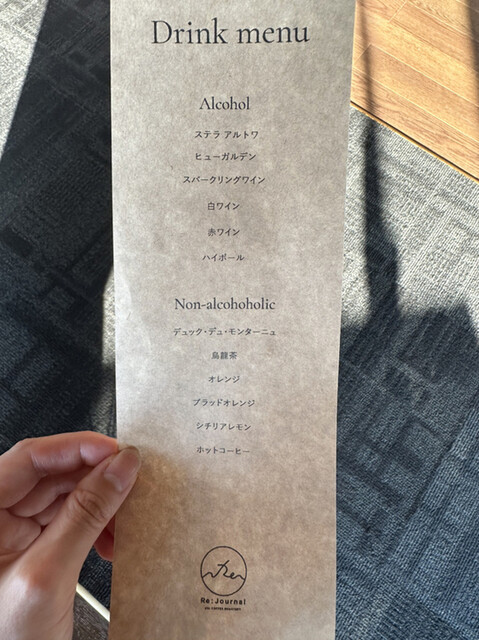 Drink menu
Alcohol
ステラ アルトワ
ヒューガルデン
スパークリングワイン
白ワイン
赤ワイン
ハイボール
Non-alcohoholic
デュック・デュ・モンターニュ
烏龍茶
オレンジ
ブラッドオレンジ
シチリアレモン
ホットコーヒー
Re
Re:Journal